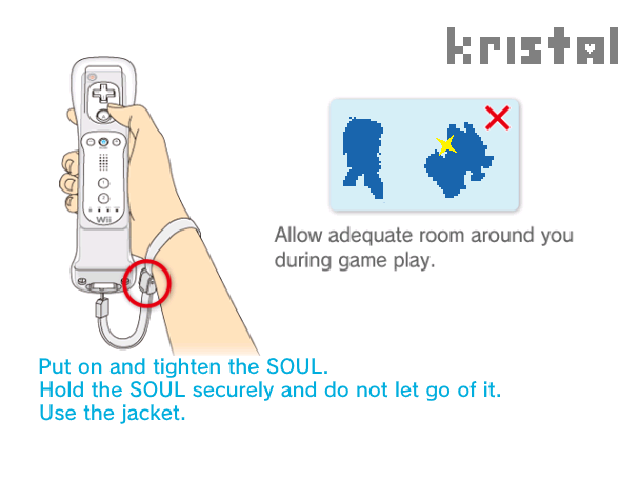 kristal
Wii
Allow adequate room around you
during game play.
Put on and tighten the SOUL.
Hold the SOUL securely and do not let go of it.
Use the jacket.